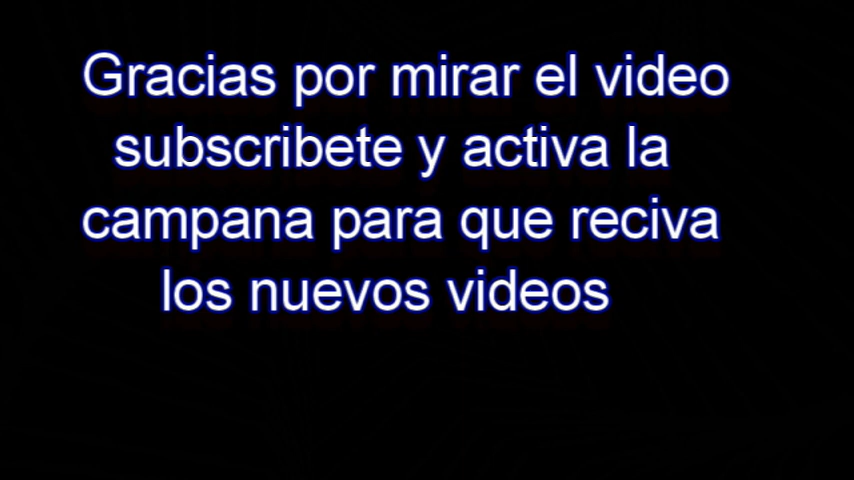 Gracias por mirar el video
subscribete y activa la
campana para que reciva
los nuevos videos